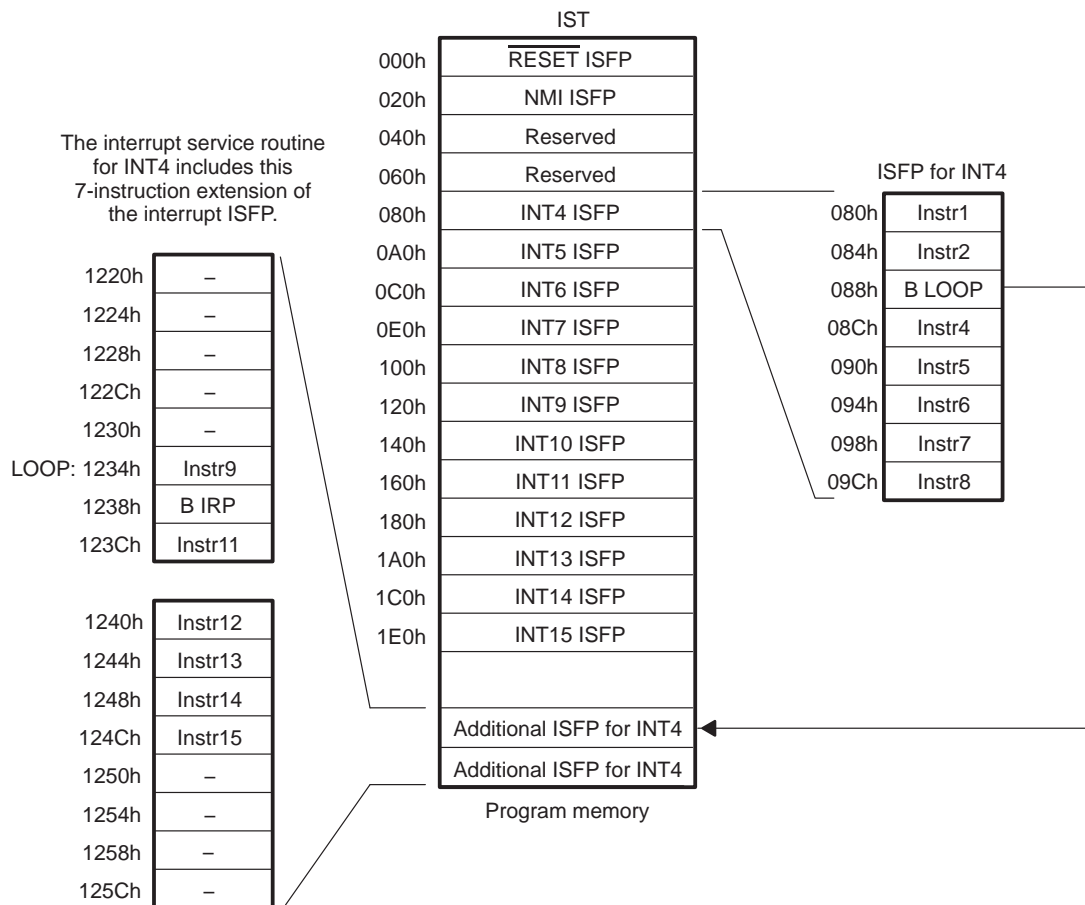 IST
000h RESET ISFP
020h NMI ISFP
040h Reserved
060h Reserved
080h INT4 ISFP
0A0h INT5 ISFP
0C0h INT6 ISFP
0E0h INT7 ISFP
100h INT8 ISFP
120h INT9 ISFP
140h INT10 ISFP
160h INT11 ISFP
180h INT12 ISFP
1A0h INT13 ISFP
1C0h INT14 ISFP
1E0h INT15 ISFP
Additional ISFP for INT4
Additional ISFP for INT4
Program memory
The interrupt service routine
for INT4 includes this
7-instruction extension of
the interrupt ISFP.
1220h –
1224h –
1228h –
122Ch –
1230h –
LOOP: 1234h Instr9
1238h B IRP
123Ch Instr11
1240h Instr12
1244h Instr13
1248h Instr14
124Ch Instr15
1250h –
1254h –
1258h –
125Ch –
ISFP for INT4
080h Instr1
084h Instr2
088h B LOOP
08Ch Instr4
090h Instr5
094h Instr6
098h Instr7
09Ch Instr8